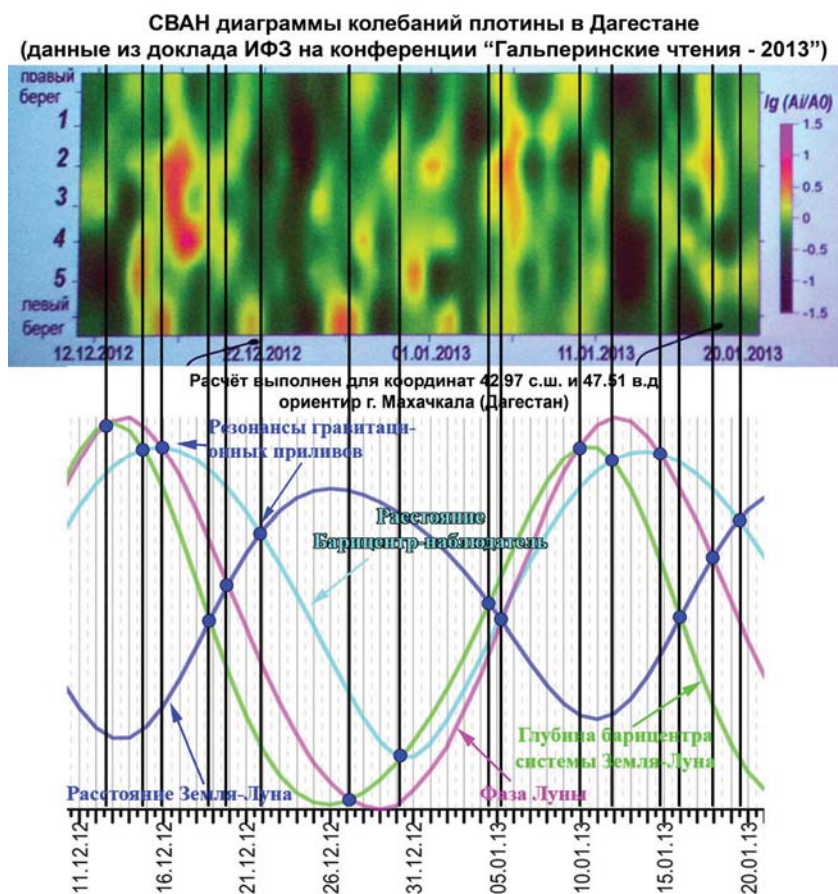 СВАН диаграммы колебаний плотины в Дагестане
(данные из доклада ИФЗ на конференции “Гальперинские чтения - 2013”)
правый
берег
1
2
3
4
5
левый
берег
lg (Ai/A0)
1.5
1
0.5
0
-0.5
-1
-1.5
12.12.2012
22.12.2012
01.01.2013
11.01.2013
20.01.2013
Расчёт выполнен для координат 42.97 с.ш. и 47.51 в.д
ориентир г. Махачкала (Дагестан)
Резонансы гравитаци-
онных приливов
Расстояние
Барицентр-наблюдатель
Глубина барицентра
системы Земля-Луна
Расстояние Земля-Луна
Фаза Луны
11.12.12
16.12.12
21.12.12
26.12.12
31.12.12
05.01.13
10.01.13
15.01.13
20.01.13